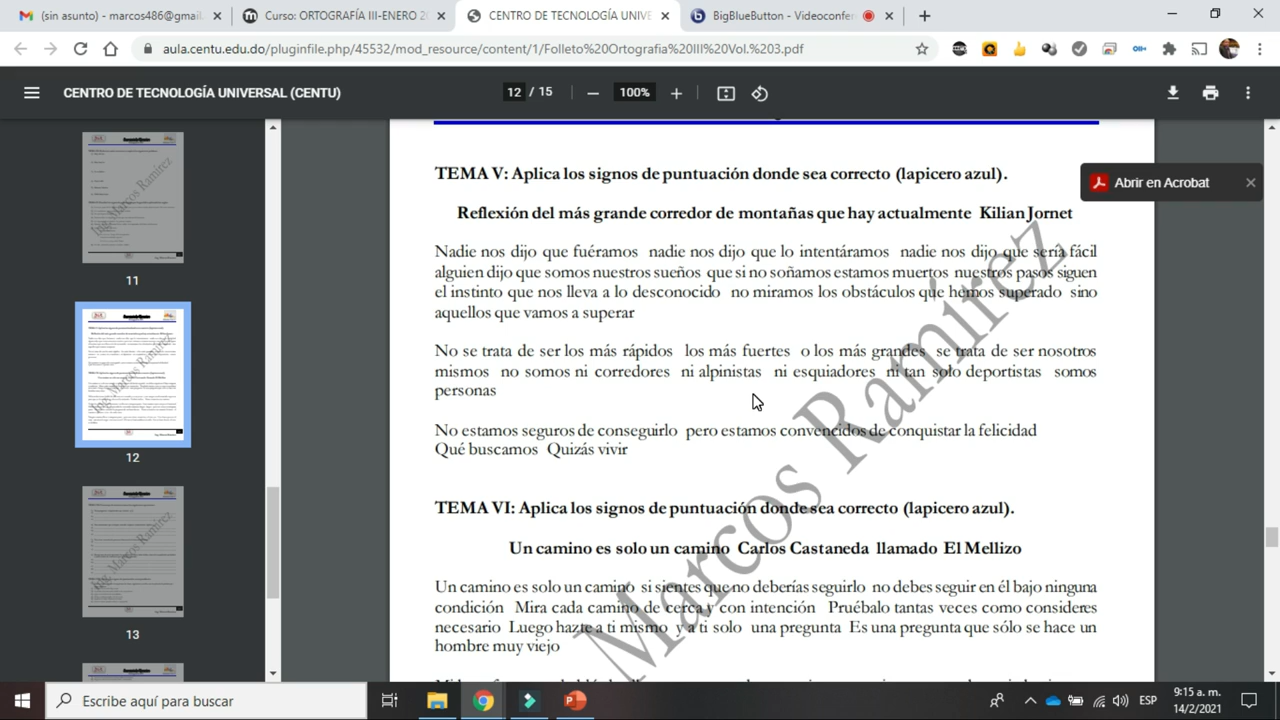 (sin asunto) - marcos486@gmail.
Curso: ORTOGRAFÍA III-ENERO 20
CENTRO DE TECNOLOGÍA UNIVE
BigBlueButton - Videoconfer
aula.centu.edu.do/pluginfile.php/45532/mod_resource/content/1/Folleto%20Ortografia%20III%20Vol.%203.pdf
CENTRO DE TECNOLOGÍA UNIVERSAL (CENTU)
12 / 15
100%
Abrir en Acrobat
11
12
13
TEMA V: Aplica los signos de puntuación donde sea correcto (lapicero azul).
Reflexión del más grande corredor de montañas que hay actualmente Kilian Jornet
Nadie nos dijo que fuéramos nadie nos dijo que lo intentáramos nadie nos dijo que sería fácil
alguien dijo que somos nuestros sueños que si no soñamos estamos muertos nuestros pasos siguen
el instinto que nos lleva a lo desconocido no miramos los obstáculos qué hemos superado sino
aquellos que vamos a superar
No se trata de ser los más rápidos los más fuertes o los más grandes se trata de ser nosotros
mismos no somos ni corredores ni alpinistas ni esquiadores ni tan solo deportistas somos
personas
No estamos seguros de conseguirlo pero estamos convencidos de conquistar la felicidad
Qué buscamos Quizás vivir
TEMA VI: Aplica los signos de puntuación donde sea correcto (lapicero azul).
Un camino es solo un camino Carlos Castaneda llamado El Mellizo
Un camino es solo un camino si sientes que no deberías seguirlo no debes seguir en él bajo ninguna
condición Mira cada camino de cerca y con intención Pruébalo tantas veces como consideres
necesario Luego hazte a ti mismo y a ti solo una pregunta Es una pregunta que sólo se hace un
hombre muy viejo
Marcos Ramírez
Escribe aquí para buscar
ESP
9:15 a. m.
14/2/2021